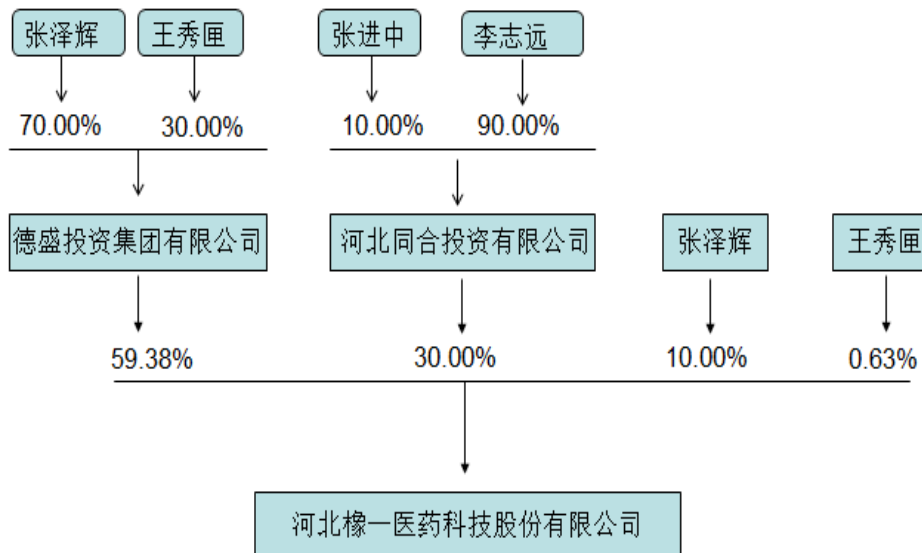 张泽辉 王秀匣 张进中 李志远
70.00% 30.00% 10.00% 90.00%
德盛投资集团有限公司 河北同合投资有限公司 张泽辉 王秀匣
59.38% 30.00% 10.00% 0.63%
河北橡一医药科技股份有限公司